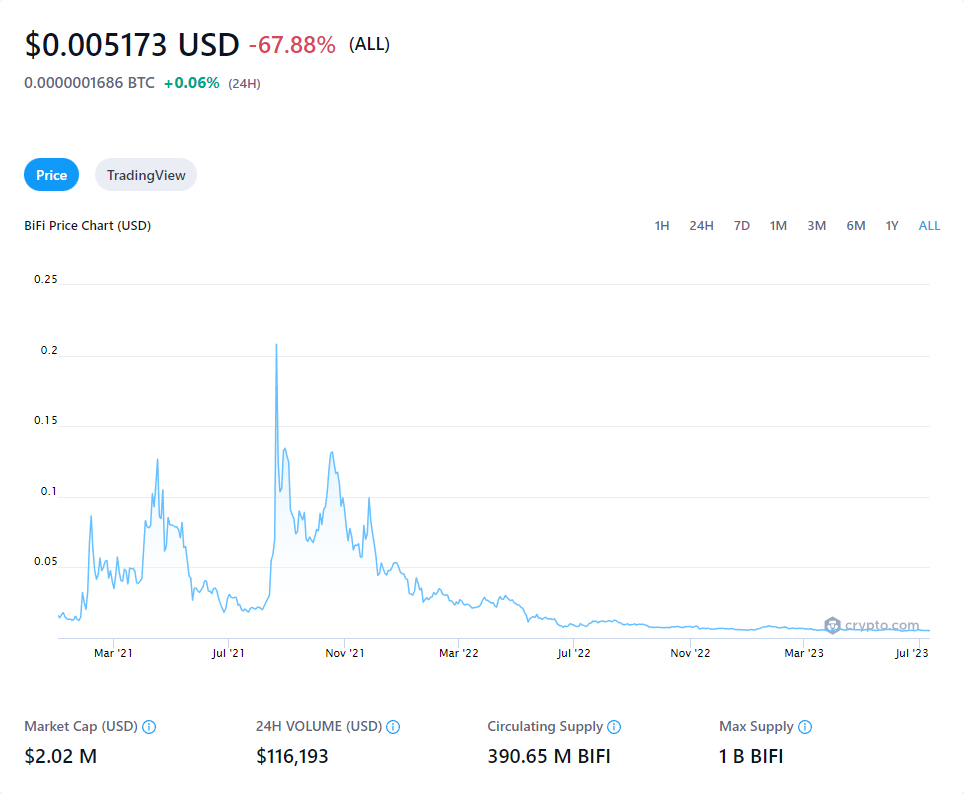 $0.005173 USD -67.88% (ALL)
0.0000001686 BTC +0.06% (24H)
Price TradingView
BiFi Price Chart (USD) 1H 24H 7D 1M 3M 6M 1Y ALL
0.25
0.2
0.15
0.1
0.05
crypto.com
Mar '21 Jul '21 Nov '21 Mar '22 Jul '22 Nov '22 Mar '23 Jul '23
Market Cap (USD) 24H VOLUME (USD) Circulating Supply Max Supply
$2.02 M $116,193 390.65 M BIFI 1 B BIFI